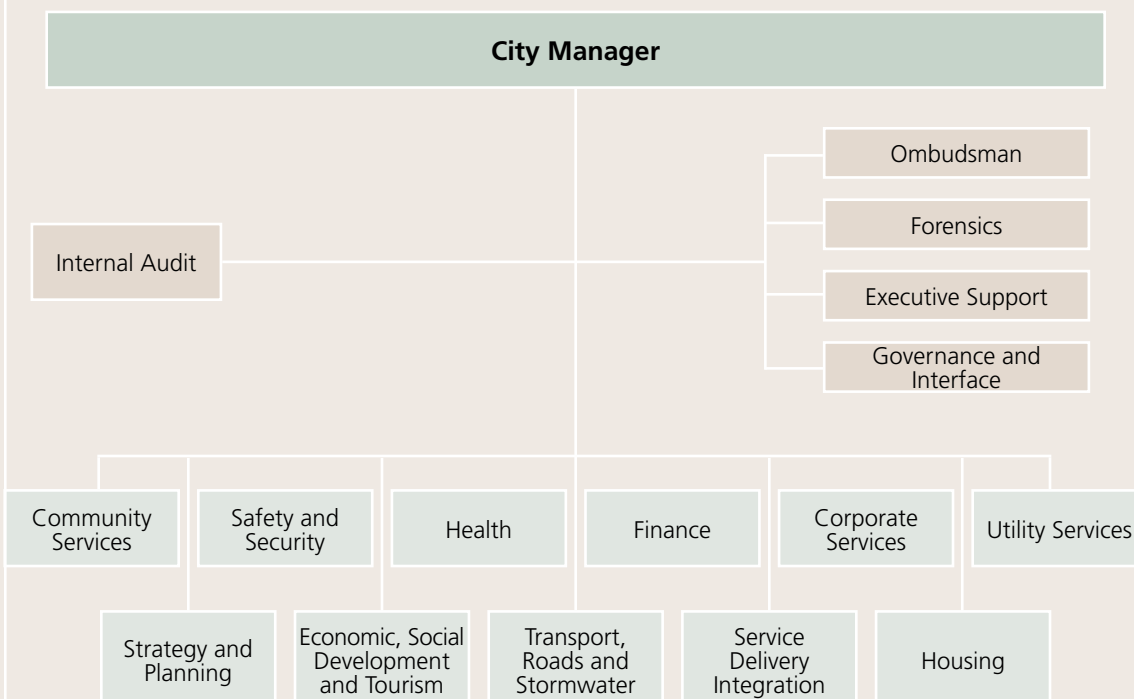 City Manager
Ombudsman
Forensics
Internal Audit
Executive Support
Governance and
Interface
Community
Services
Safety and
Security
Health
Finance
Corporate
Services
Utility Services
Strategy and
Planning
Economic, Social
Development
and Tourism
Transport,
Roads and
Stormwater
Service
Delivery
Integration
Housing